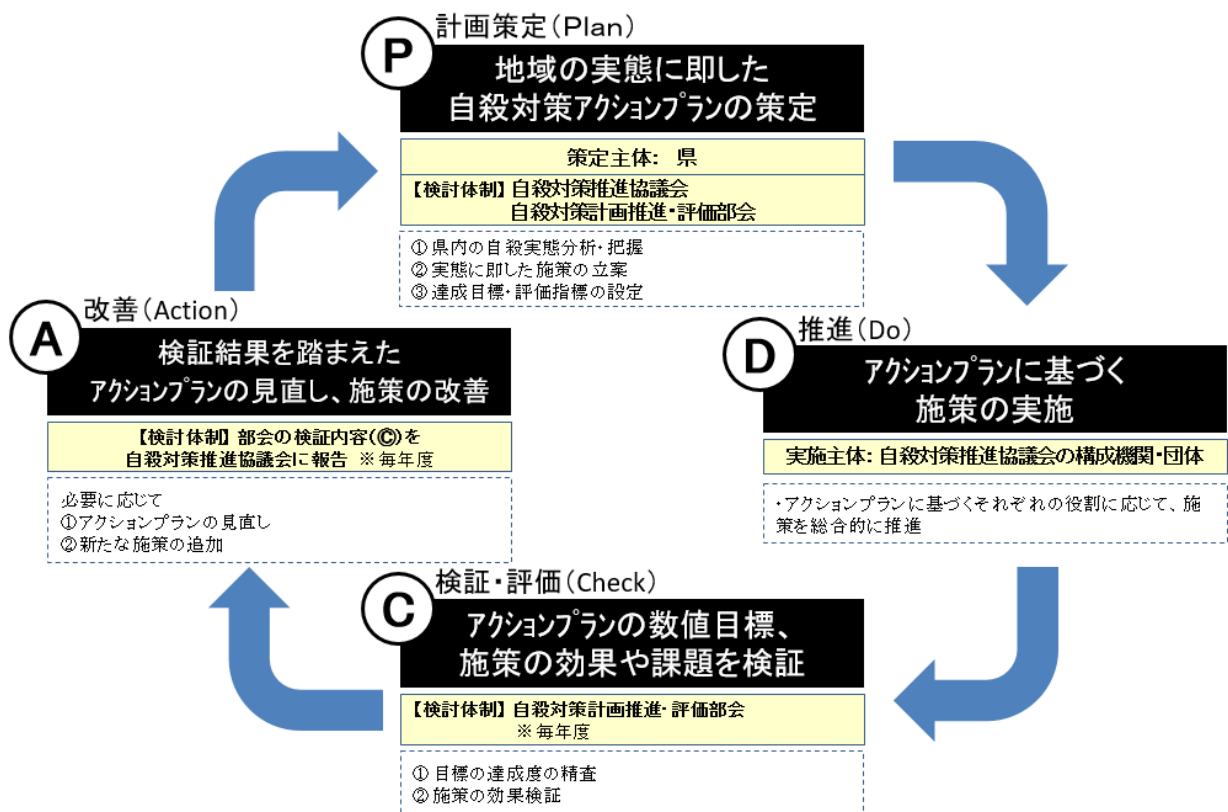 計画策定(Plan)
P
地域の実態に即した
自殺対策ｱｸｼｮﾝﾌﾟﾗﾝの策定
策定主体: 県
【検討体制】自殺対策推進協議会
自殺対策計画推進・評価部会
①県内の自殺実態分析・把握
②実態に即した施策の立案
③達成目標・評価指標の設定
推進(Do)
D
ｱｸｼｮﾝﾌﾟﾗﾝに基づく
施策の実施
実施主体: 自殺対策推進協議会の構成機関・団体
・アクションプランに基づくそれぞれの役割に応じて、施
策を総合的に推進
検証・評価(Check)
C
ｱｸｼｮﾝﾌﾟﾗﾝの数値目標、
施策の効果や課題を検証
【検討体制】自殺対策計画推進・評価部会
※毎年度
① 目標の達成度の精査
② 施策の効果検証
改善(Action)
A
検証結果を踏まえた
ｱｸｼｮﾝﾌﾟﾗﾝの見直し、施策の改善
【検討体制】部会の検証内容(Ⓒ)を
自殺対策推進協議会に報告 ※毎年度
必要に応じて
①アクションプランの見直し
②新たな施策の追加